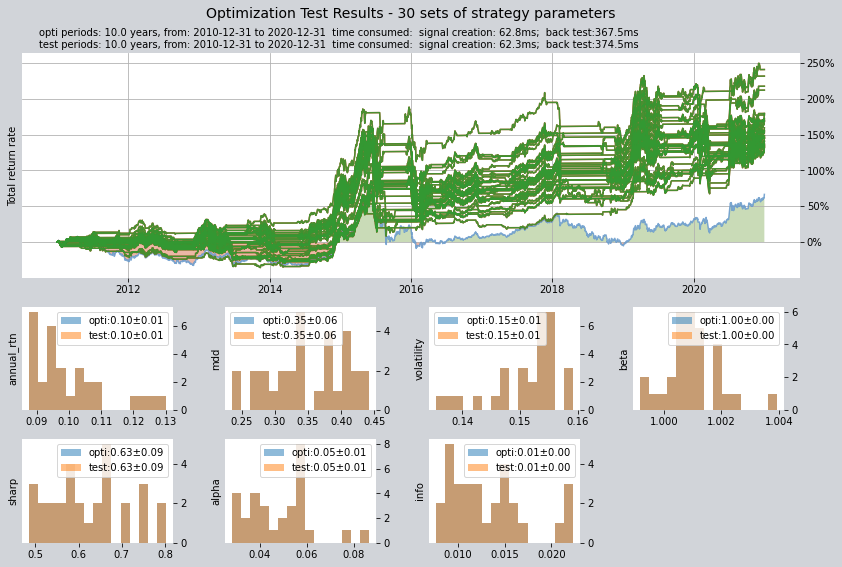 Optimization Test Results - 30 sets of strategy parameters
opti periods: 10.0 years, from: 2010-12-31 to 2020-12-31  time consumed:  signal creation: 62.8ms;  back test:367.5ms
test periods: 10.0 years, from: 2010-12-31 to 2020-12-31  time consumed:  signal creation: 62.3ms;  back test:374.5ms
Total return rate
250%
200%
150%
100%
50%
0%
2012 2014 2016 2018 2020
annual_rtn
opti:0.10±0.01
test:0.10±0.01
6
4
2
0
0.09 0.10 0.11 0.12 0.13
mdd
opti:0.35±0.06
test:0.35±0.06
4
2
0
0.25 0.30 0.35 0.40 0.45
volatility
opti:0.15±0.01
test:0.15±0.01
6
4
2
0
0.14 0.15 0.16
beta
opti:1.00±0.00
test:1.00±0.00
6
4
2
0
1.000 1.002 1.004
sharp
opti:0.63±0.09
test:0.63±0.09
4
2
0
0.5 0.6 0.7 0.8
alpha
opti:0.05±0.01
test:0.05±0.01
8
6
4
2
0
0.04 0.06 0.08
info
opti:0.01±0.00
test:0.01±0.00
4
2
0
0.010 0.015 0.020